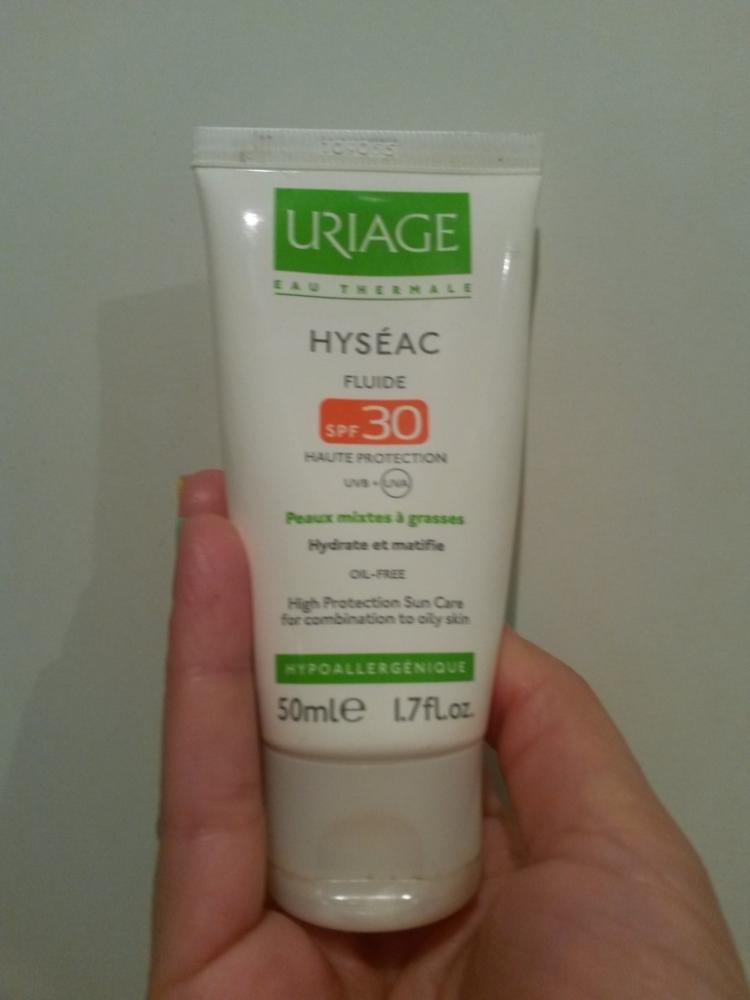 URIAGE
EAU THERMALE
HYSÉAC
FLUIDE
SPF 30
HAUTE PROTECTION
UVB + UVA
Peaux mixtes à grasses
Hydrate et matifie
OIL-FREE
High Protection Sun Care
for combination to oily skin
HYPOALLERGÉNIQUE
50ml℮ 1.7fl.oz.